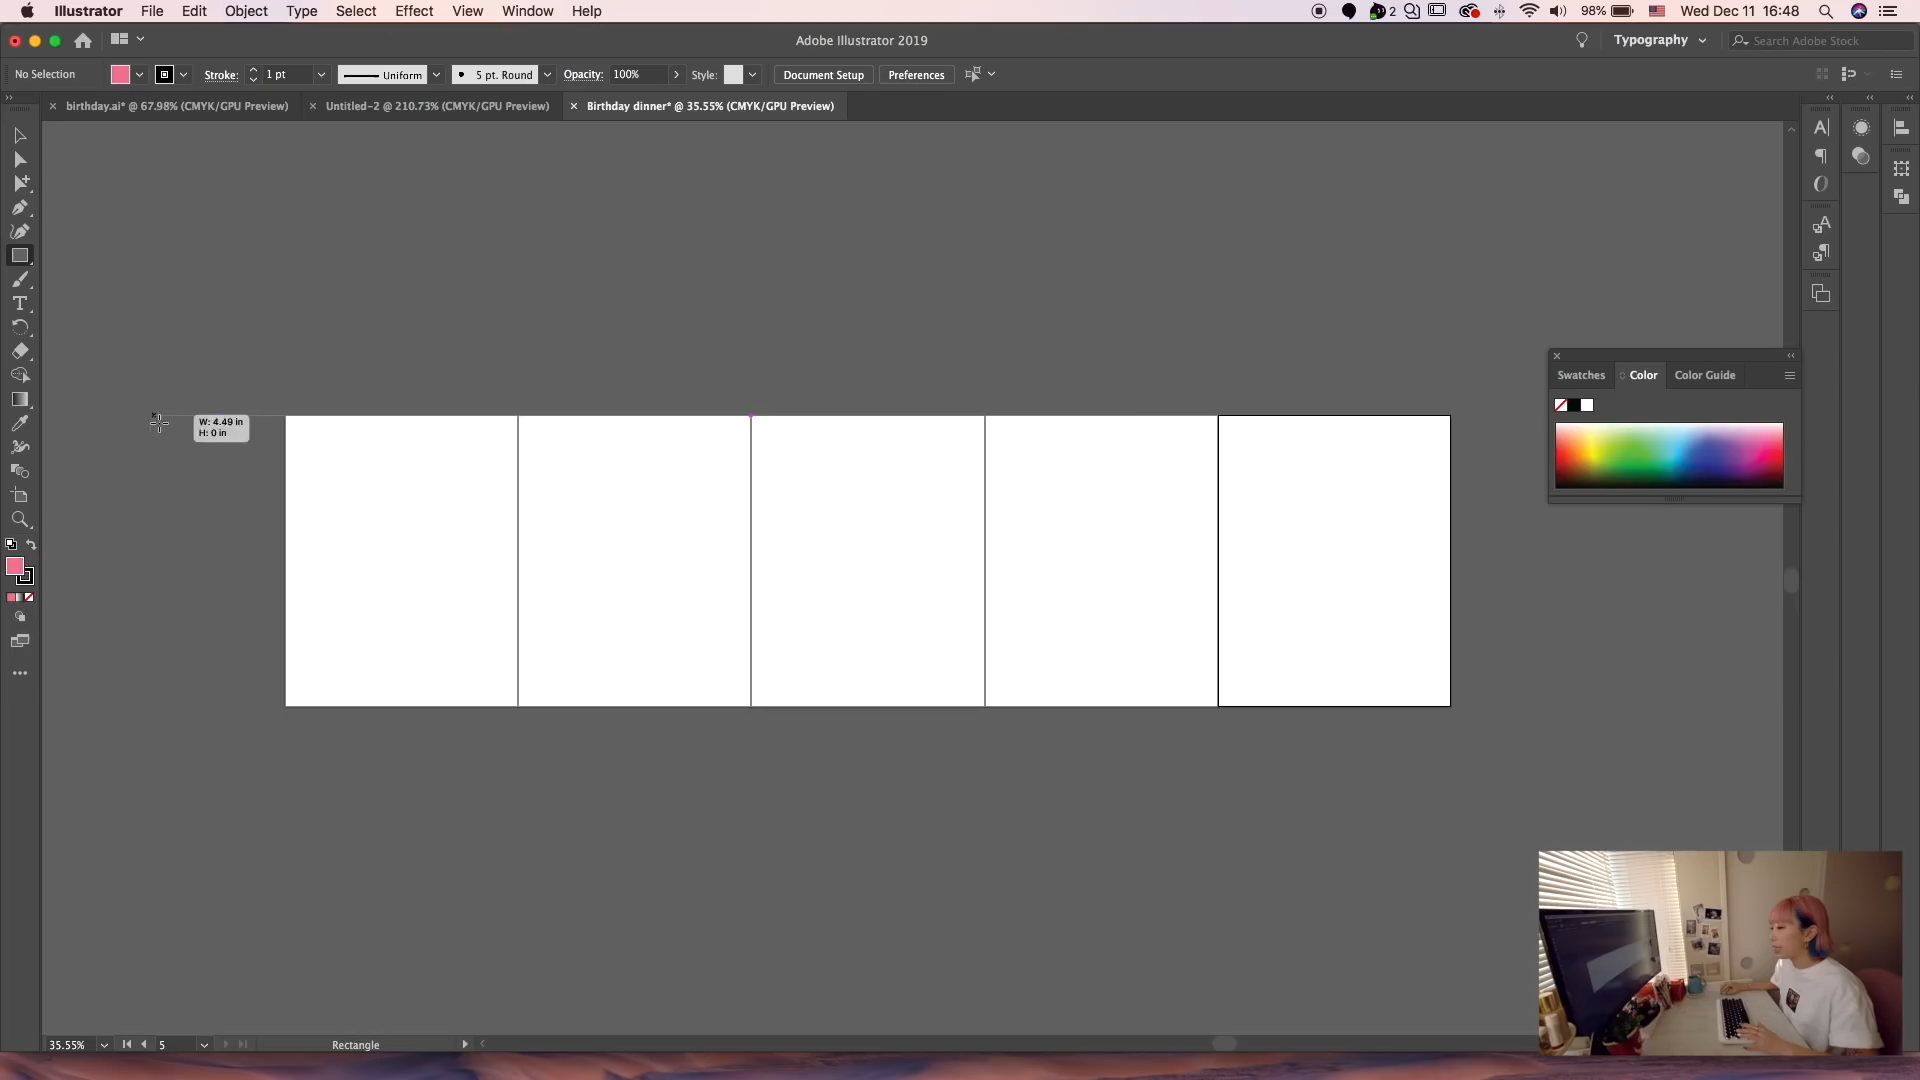 Illustrator File Edit Object Type Select Effect View Window Help 2 98% Wed Dec 11 16:48
Adobe Illustrator 2019 Typography Search Adobe Stock
No Selection Stroke: 1 pt Uniform 5 pt. Round Opacity: 100% Style: Document Setup Preferences
birthday.ai* @ 67.98% (CMYK/GPU Preview) Untitled-2 @ 210.73% (CMYK/GPU Preview) Birthday dinner* @ 35.55% (CMYK/GPU Preview)
Swatches Color Color Guide
W: 4.49 in
H: 0 in
35.55% 5 Rectangle